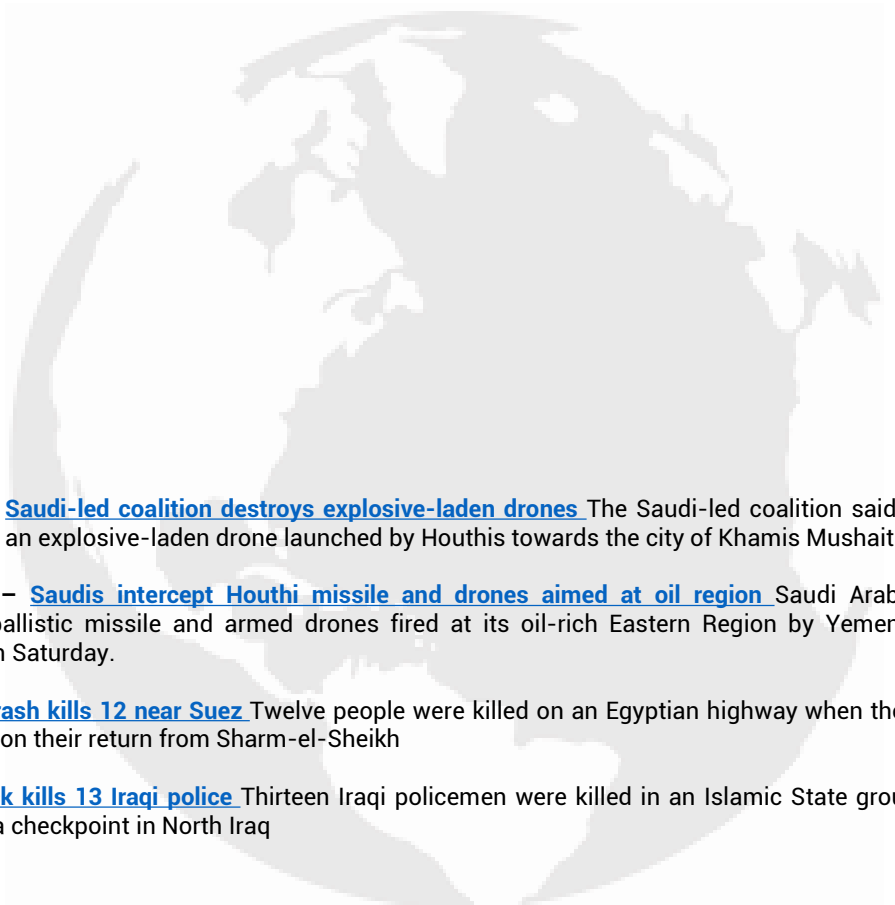 Saudi-led coalition destroys explosive-laden drones The Saudi-led coalition said
an explosive-laden drone launched by Houthis towards the city of Khamis Mushait
– Saudis intercept Houthi missile and drones aimed at oil region Saudi Arab
ballistic missile and armed drones fired at its oil-rich Eastern Region by Yemen
n Saturday.
rash kills 12 near Suez Twelve people were killed on an Egyptian highway when the
on their return from Sharm-el-Sheikh
k kills 13 Iraqi police Thirteen Iraqi policemen were killed in an Islamic State grou
a checkpoint in North Iraq